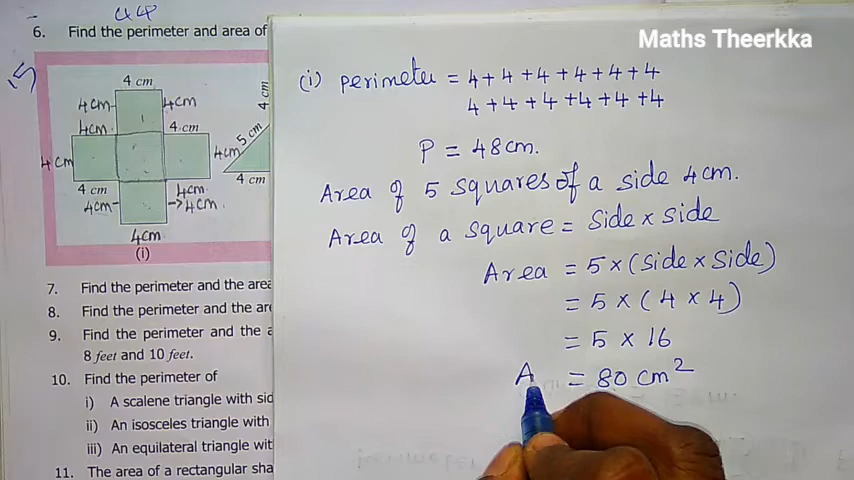 44
6. Find the perimeter and area of
15
4 cm
4cm
4cm
4cm
4 cm
4cm
4 cm
4cm
4cm
4cm
4cm
(i)
4 cm
5 cm
4cm
4 cm
7. Find the perimeter and the area
8. Find the perimeter and the are
9. Find the perimeter and the a
8 feet and 10 feet.
10. Find the perimeter of
i) A scalene triangle with sid
ii) An isosceles triangle with
iii) An equilateral triangle wit
11. The area of a rectangular sha
Maths Theerkka
(i) perimeter = 4+4+4+4+4+4
4+4+4+4+4+4
P = 48cm.
Area of 5 squares of a side 4cm.
Area of a square = side × side
Area = 5×(side × side)
= 5×(4×4)
= 5 × 16
A = 80 cm²